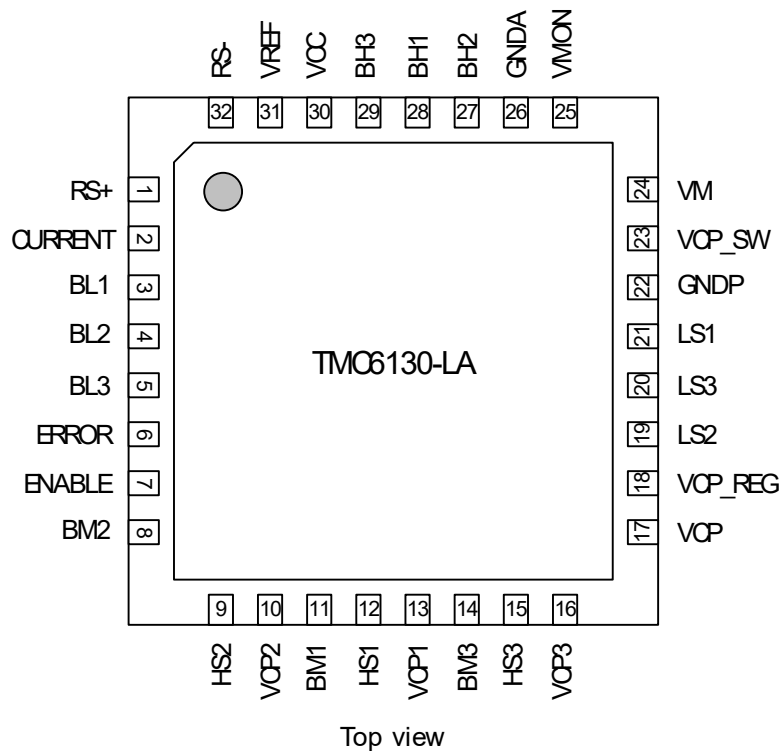 RS-
VREF
VCC
BH3
BH1
BH2
GNDA
VMON
32
31
30
29
28
27
26
25
RS+
1
CURRENT
2
BL1
3
BL2
4
BL3
5
ERROR
6
ENABLE
7
BM2
8
TMC6130-LA
24
VM
23
VCP_SW
22
GNDP
21
LS1
20
LS3
19
LS2
18
VCP_REG
17
VCP
9
10
11
12
13
14
15
16
HS2
VCP2
BM1
HS1
VCP1
BM3
HS3
VCP3
Top view